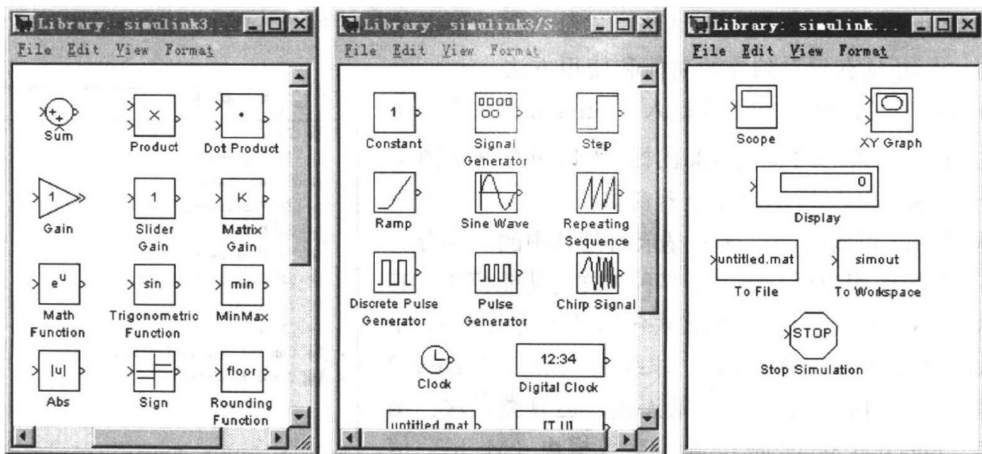 Library: simulink3...
File Edit View Format
Sum
Product
Dot Product
1
Gain
1
Slider
Gain
K
Matrix
Gain
e^u
Math
Function
sin
Trigonometric
Function
min
MinMax
|u|
Abs
Sign
floor
Rounding
Function
Library: simulink3/S...
File Edit View Format
1
Constant
Signal
Generator
Step
Ramp
Sine Wave
Repeating
Sequence
Discrete Pulse
Generator
Pulse
Generator
Chirp Signal
Clock
12:34
Digital Clock
untitled.mat
[T,U]
Library: simulink...
File Edit View Format
Scope
XY Graph
0
Display
untitled.mat
To File
simout
To Workspace
STOP
Stop Simulation